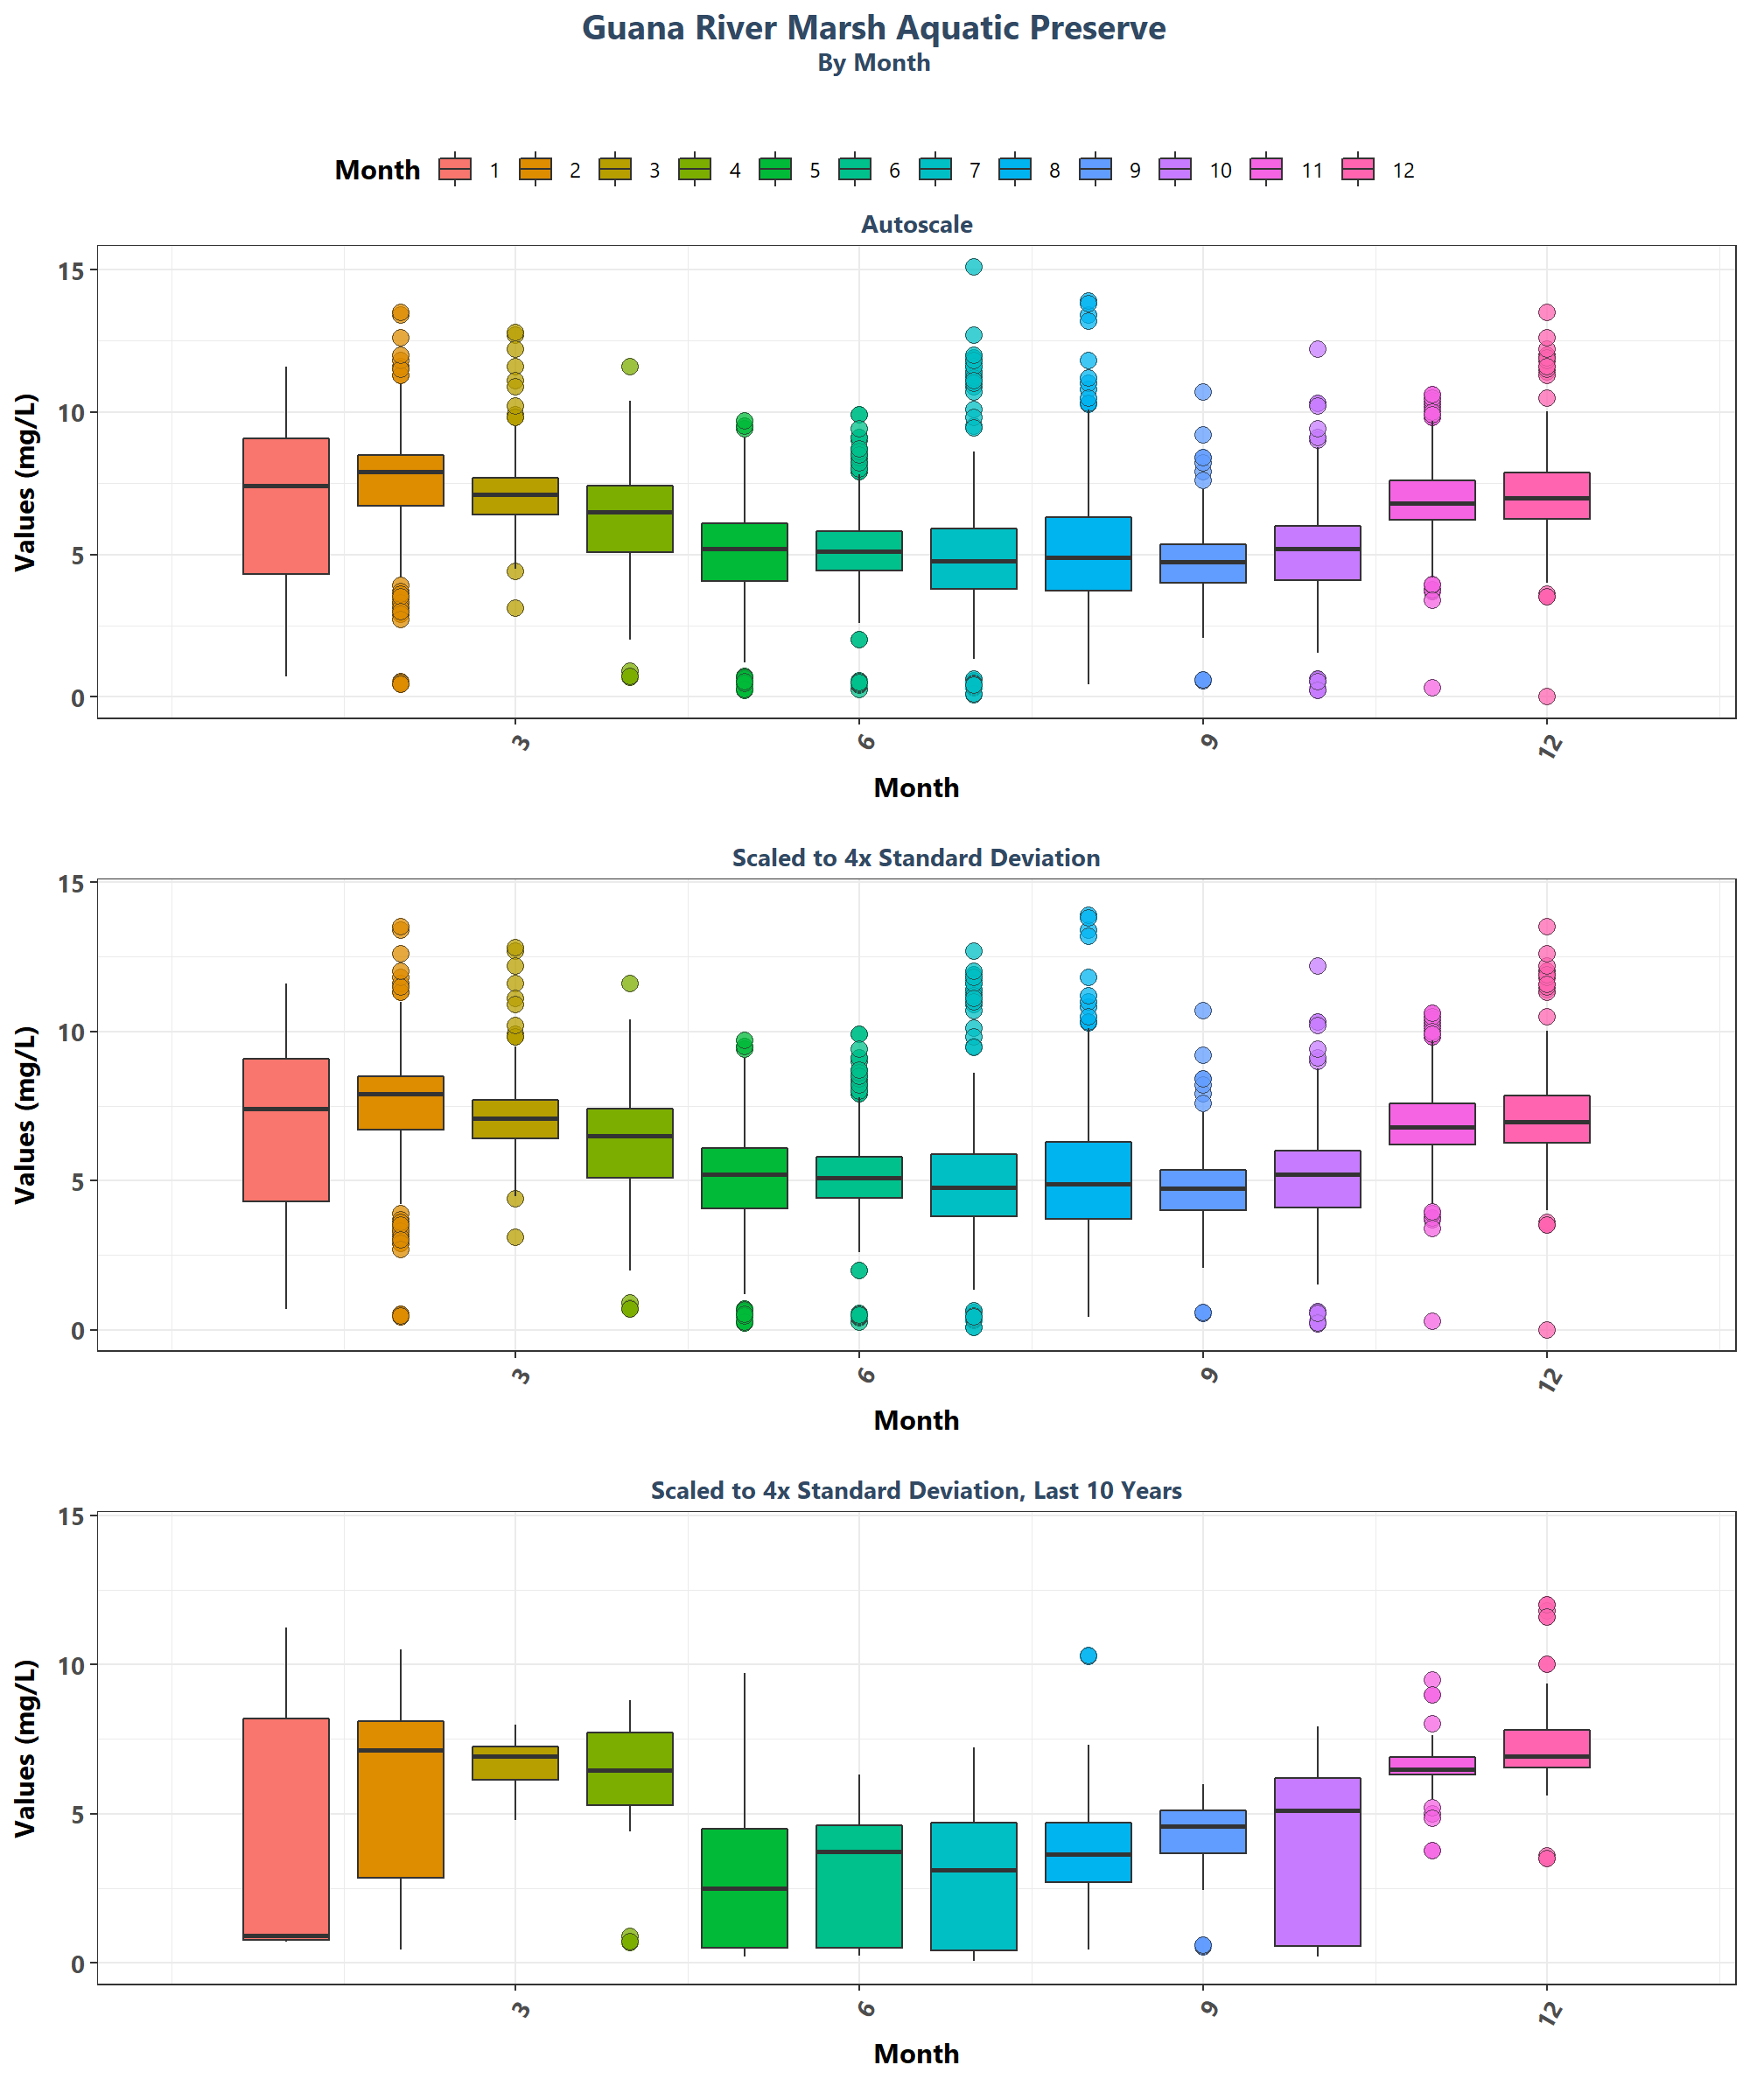 Guana River Marsh Aquatic Preserve
By Month
Month 1 2 3 4 5 6 7 8 9 10 11 12
Autoscale
Values (mg/L)
15
10
5
0
3 6 9 12
Month
Scaled to 4x Standard Deviation
Values (mg/L)
15
10
5
0
3 6 9 12
Month
Scaled to 4x Standard Deviation, Last 10 Years
Values (mg/L)
15
10
5
0
3 6 9 12
Month